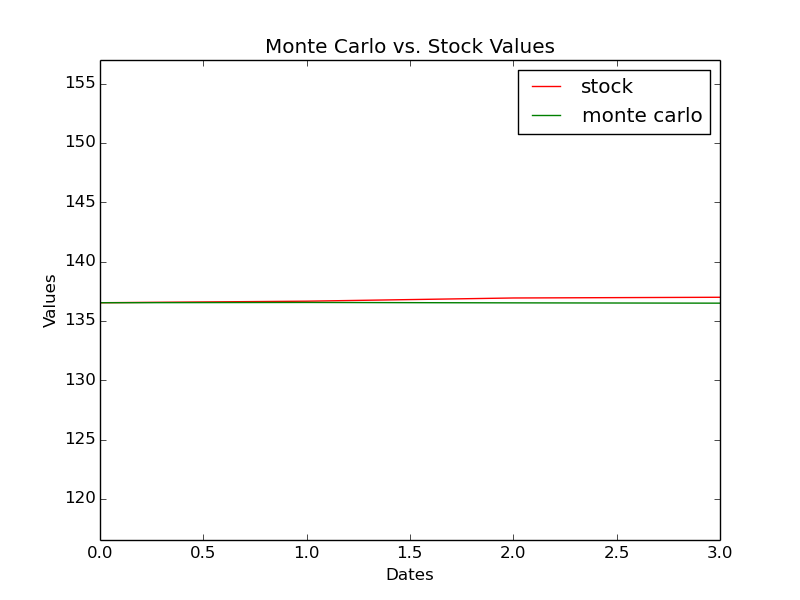 Monte Carlo vs. Stock Values
stock
monte carlo
155
150
145
140
135
130
125
120
Values
0.0 0.5 1.0 1.5 2.0 2.5 3.0
Dates